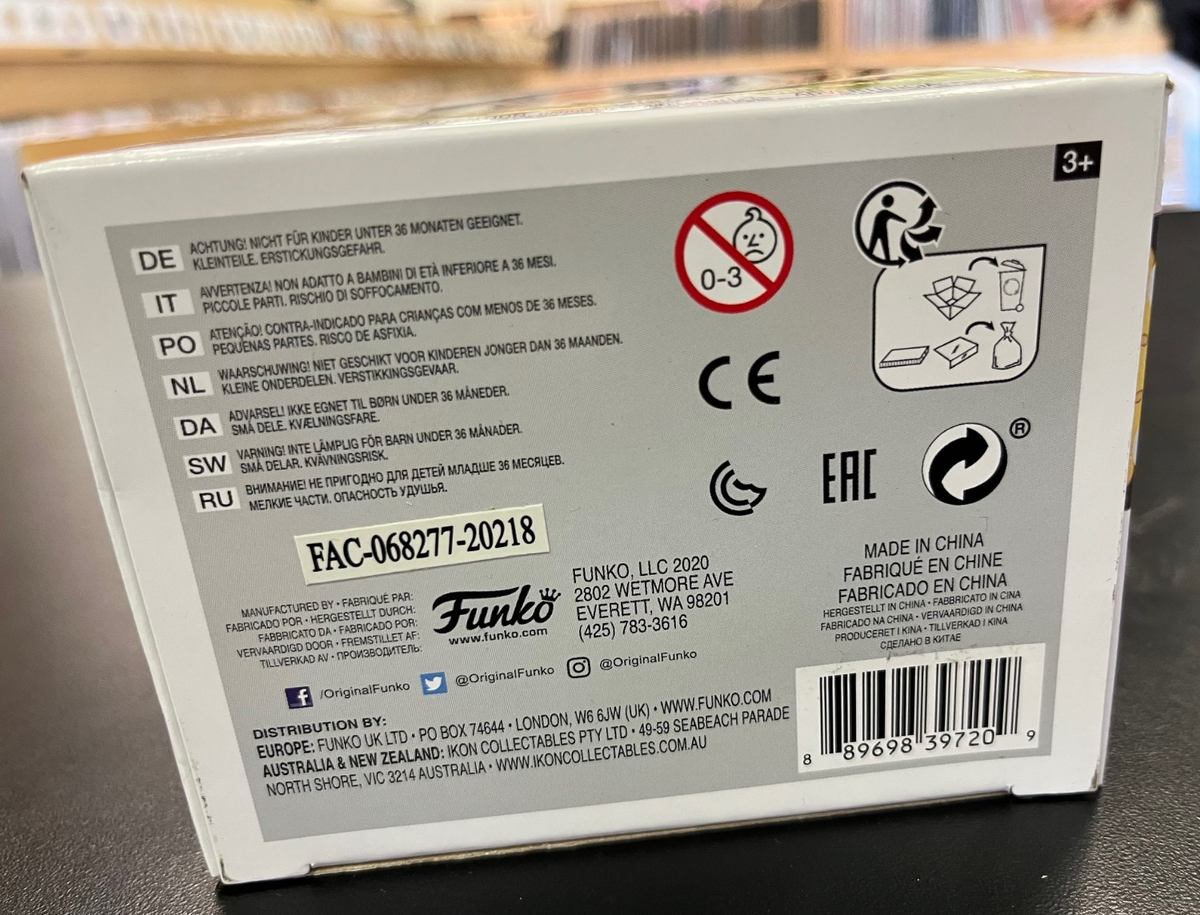 3+
DE
ACHTUNG! NICHT FÜR KINDER UNTER 36 MONATEN GEEIGNET.
KLEINTEILE. ERSTICKUNGSGEFAHR.
IT
AVVERTENZA! NON ADATTO A BAMBINI DI ETÀ INFERIORE A 36 MESI.
PICCOLE PARTI. RISCHIO DI SOFFOCAMENTO.
PO
ATENÇÃO! CONTRA-INDICADO PARA CRIANÇAS COM MENOS DE 36 MESES.
PEQUENAS PARTES. RISCO DE ASFIXIA.
NL
WAARSCHUWING! NIET GESCHIKT VOOR KINDEREN JONGER DAN 36 MAANDEN.
KLEINE ONDERDELEN. VERSTIKKINGSGEVAAR.
DA
ADVARSEL! IKKE EGNET TIL BØRN UNDER 36 MÅNEDER.
SMÅ DELE. KVÆLNINGSFARE.
SW
VARNING! INTE LÄMPLIG FÖR BARN UNDER 36 MÅNADER.
SMÅ DELAR. KVÄVNINGSRISK.
RU
ВНИМАНИЕ! НЕ ПРИГОДНО ДЛЯ ДЕТЕЙ МЛАДШЕ 36 МЕСЯЦЕВ.
МЕЛКИЕ ЧАСТИ. ОПАСНОСТЬ УДУШЬЯ.
0-3
CE
EAC
®
FAC-068277-20218
MANUFACTURED BY • FABRIQUÉ PAR:
FABRICADO POR • HERGESTELLT DURCH:
FABBRICATO DA • FABRICADO POR:
VERVAARDIGD DOOR • FREMSTILLET AF:
TILLVERKAD AV • ПРОИЗВОДИТЕЛЬ:
Funko
www.funko.com
FUNKO, LLC 2020
2802 WETMORE AVE
EVERETT, WA 98201
(425) 783-3616
MADE IN CHINA
FABRIQUÉ EN CHINE
FABRICADO EN CHINA
HERGESTELLT IN CHINA • FABBRICATO IN CINA
FABRICADO NA CHINA • VERVAARDIGD IN CHINA
PRODUCERET I KINA • TILLVERKAD I KINA
СДЕЛАНО В КИТАЕ
/OriginalFunko @OriginalFunko @OriginalFunko
DISTRIBUTION BY:
EUROPE: FUNKO UK LTD • PO BOX 74644 • LONDON, W6 6JW (UK) • WWW.FUNKO.COM
AUSTRALIA & NEW ZEALAND: IKON COLLECTABLES PTY LTD • 49-59 SEABEACH PARADE
NORTH SHORE, VIC 3214 AUSTRALIA • WWW.IKONCOLLECTABLES.COM.AU
8 89698 39720 9